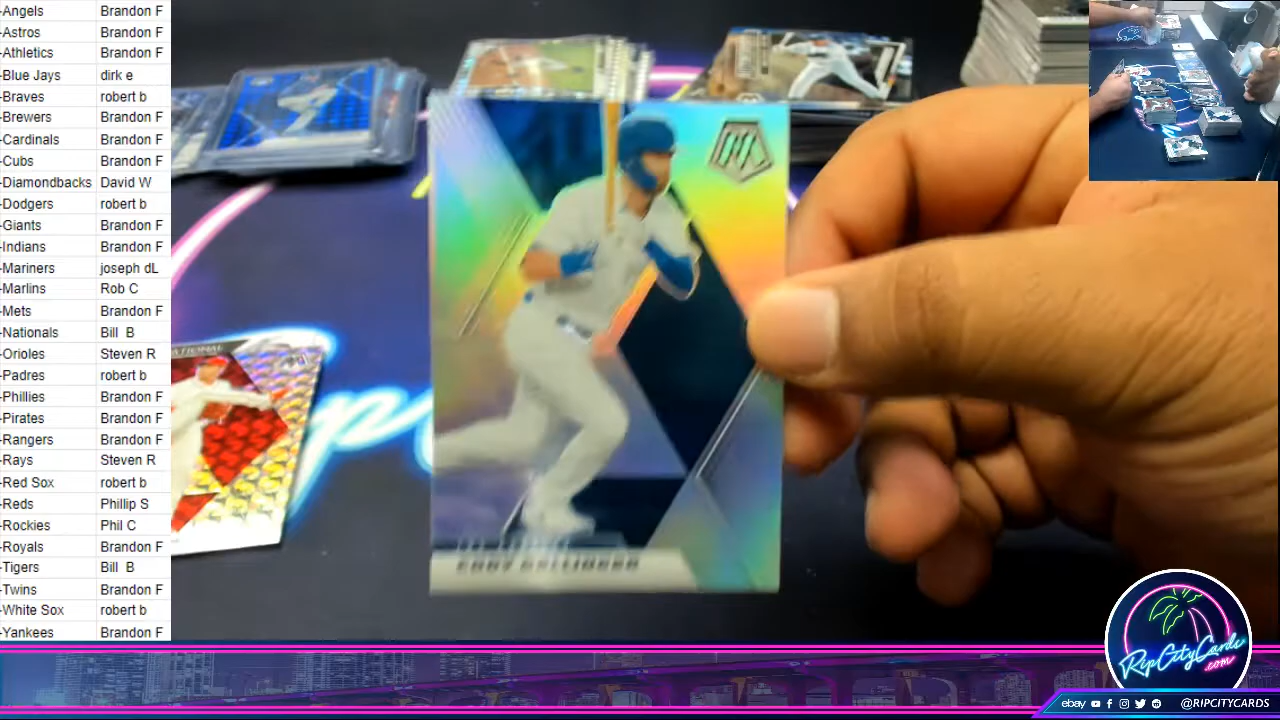 -Angels Brandon F
-Astros Brandon F
-Athletics Brandon F
-Blue Jays dirk e
-Braves robert b
-Brewers Brandon F
-Cardinals Brandon F
-Cubs Brandon F
-Diamondbacks David W
-Dodgers robert b
-Giants Brandon F
-Indians Brandon F
-Mariners joseph dL
-Marlins Rob C
-Mets Brandon F
-Nationals Bill B
-Orioles Steven R
-Padres robert b
-Phillies Brandon F
-Pirates Brandon F
-Rangers Brandon F
-Rays Steven R
-Red Sox robert b
-Reds Phillip S
-Rockies Phil C
-Royals Brandon F
-Tigers Bill B
-Twins Brandon F
-White Sox robert b
-Yankees Brandon F
CODY BELLINGER
RipCityCards
.com
ebay @RIPCITYCARDS